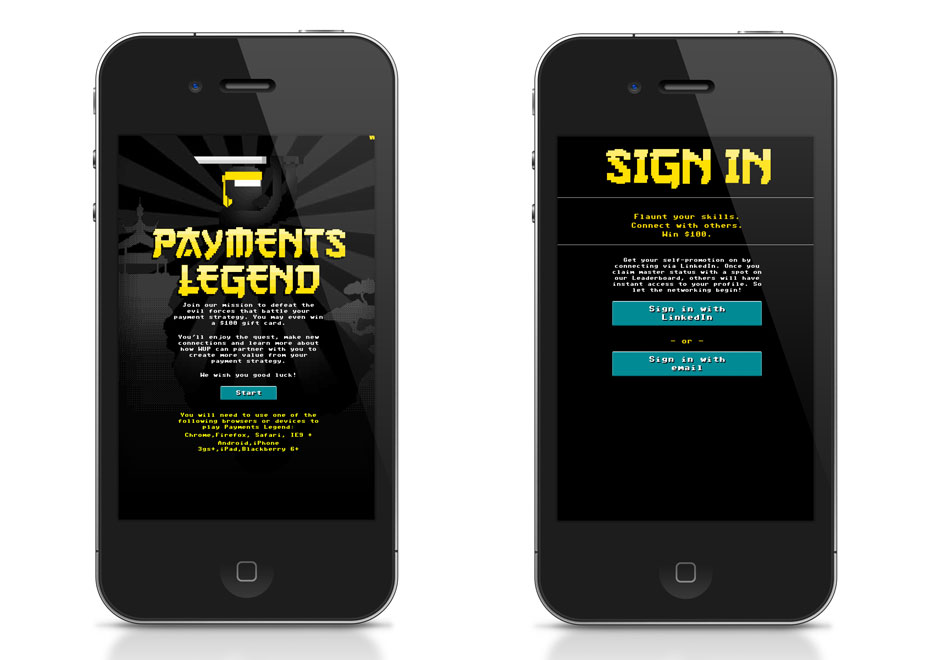 PAYMENTS
LEGEND
Join our mission to defeat the
evil forces that battle your
payment strategy. You may even win
a $100 gift card.
You'll enjoy the quest, make new
connections and learn more about
how WUP can partner with you to
create more value from your
payment strategy.
We wish you good luck!
Start
You will need to use one of the
following browsers or devices to
play Payments Legend:
Chrome,Firefox, Safari, IE9 +
Android,iPhone
3gs+,iPad,Blackberry 6+
SIGN IN
Flaunt your skills.
Connect with others.
Win $100.
Get your self-promotion on by
connecting via LinkedIn. Once you
claim master status with a spot on
our Leaderboard, others will have
instant access to your profile. So
let the networking begin!
Sign in with
LinkedIn
- or -
Sign in with
email